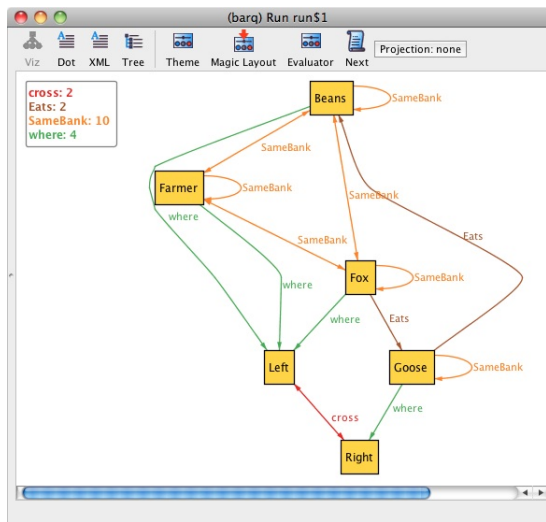 (barq) Run run$1
Viz Dot XML Tree Theme Magic Layout Evaluator Next Projection: none
cross: 2
Eats: 2
SameBank: 10
where: 4
Beans
SameBank
SameBank
Farmer
SameBank
SameBank
where
Eats
SameBank
Fox
SameBank
where
where
Eats
Left
Goose
SameBank
cross
where
Right